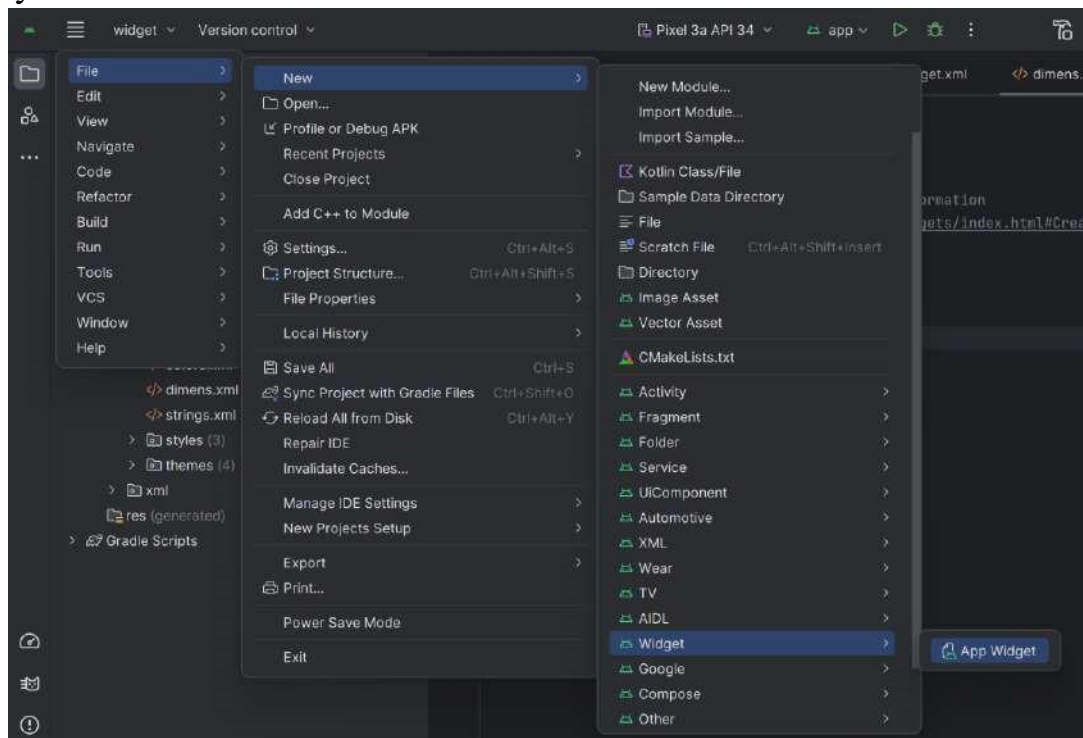 widget Version control Pixel 3a API 34 app
File
Edit
View
Navigate
Code
Refactor
Build
Run
Tools
VCS
Window
Help
dimens.xml
strings.xml
styles (3)
themes (4)
xml
res (generated)
Gradle Scripts
New
Open...
Profile or Debug APK
Recent Projects
Close Project
Add C++ to Module
Settings... Ctrl+Alt+S
Project Structure... Ctrl+Alt+Shift+S
File Properties
Local History
Save All Ctrl+S
Sync Project with Gradle Files Ctrl+Shift+O
Reload All from Disk Ctrl+Alt+Y
Repair IDE
Invalidate Caches...
Manage IDE Settings
New Projects Setup
Export
Print...
Power Save Mode
Exit
New Module...
Import Module...
Import Sample...
Kotlin Class/File
Sample Data Directory
File
Scratch File Ctrl+Alt+Shift+Insert
Directory
Image Asset
Vector Asset
CMakeLists.txt
Activity
Fragment
Folder
Service
UiComponent
Automotive
XML
Wear
TV
AIDL
Widget
Google
Compose
Other
App Widget
get.xml dimens.
ormation
gets/index.html#Crea